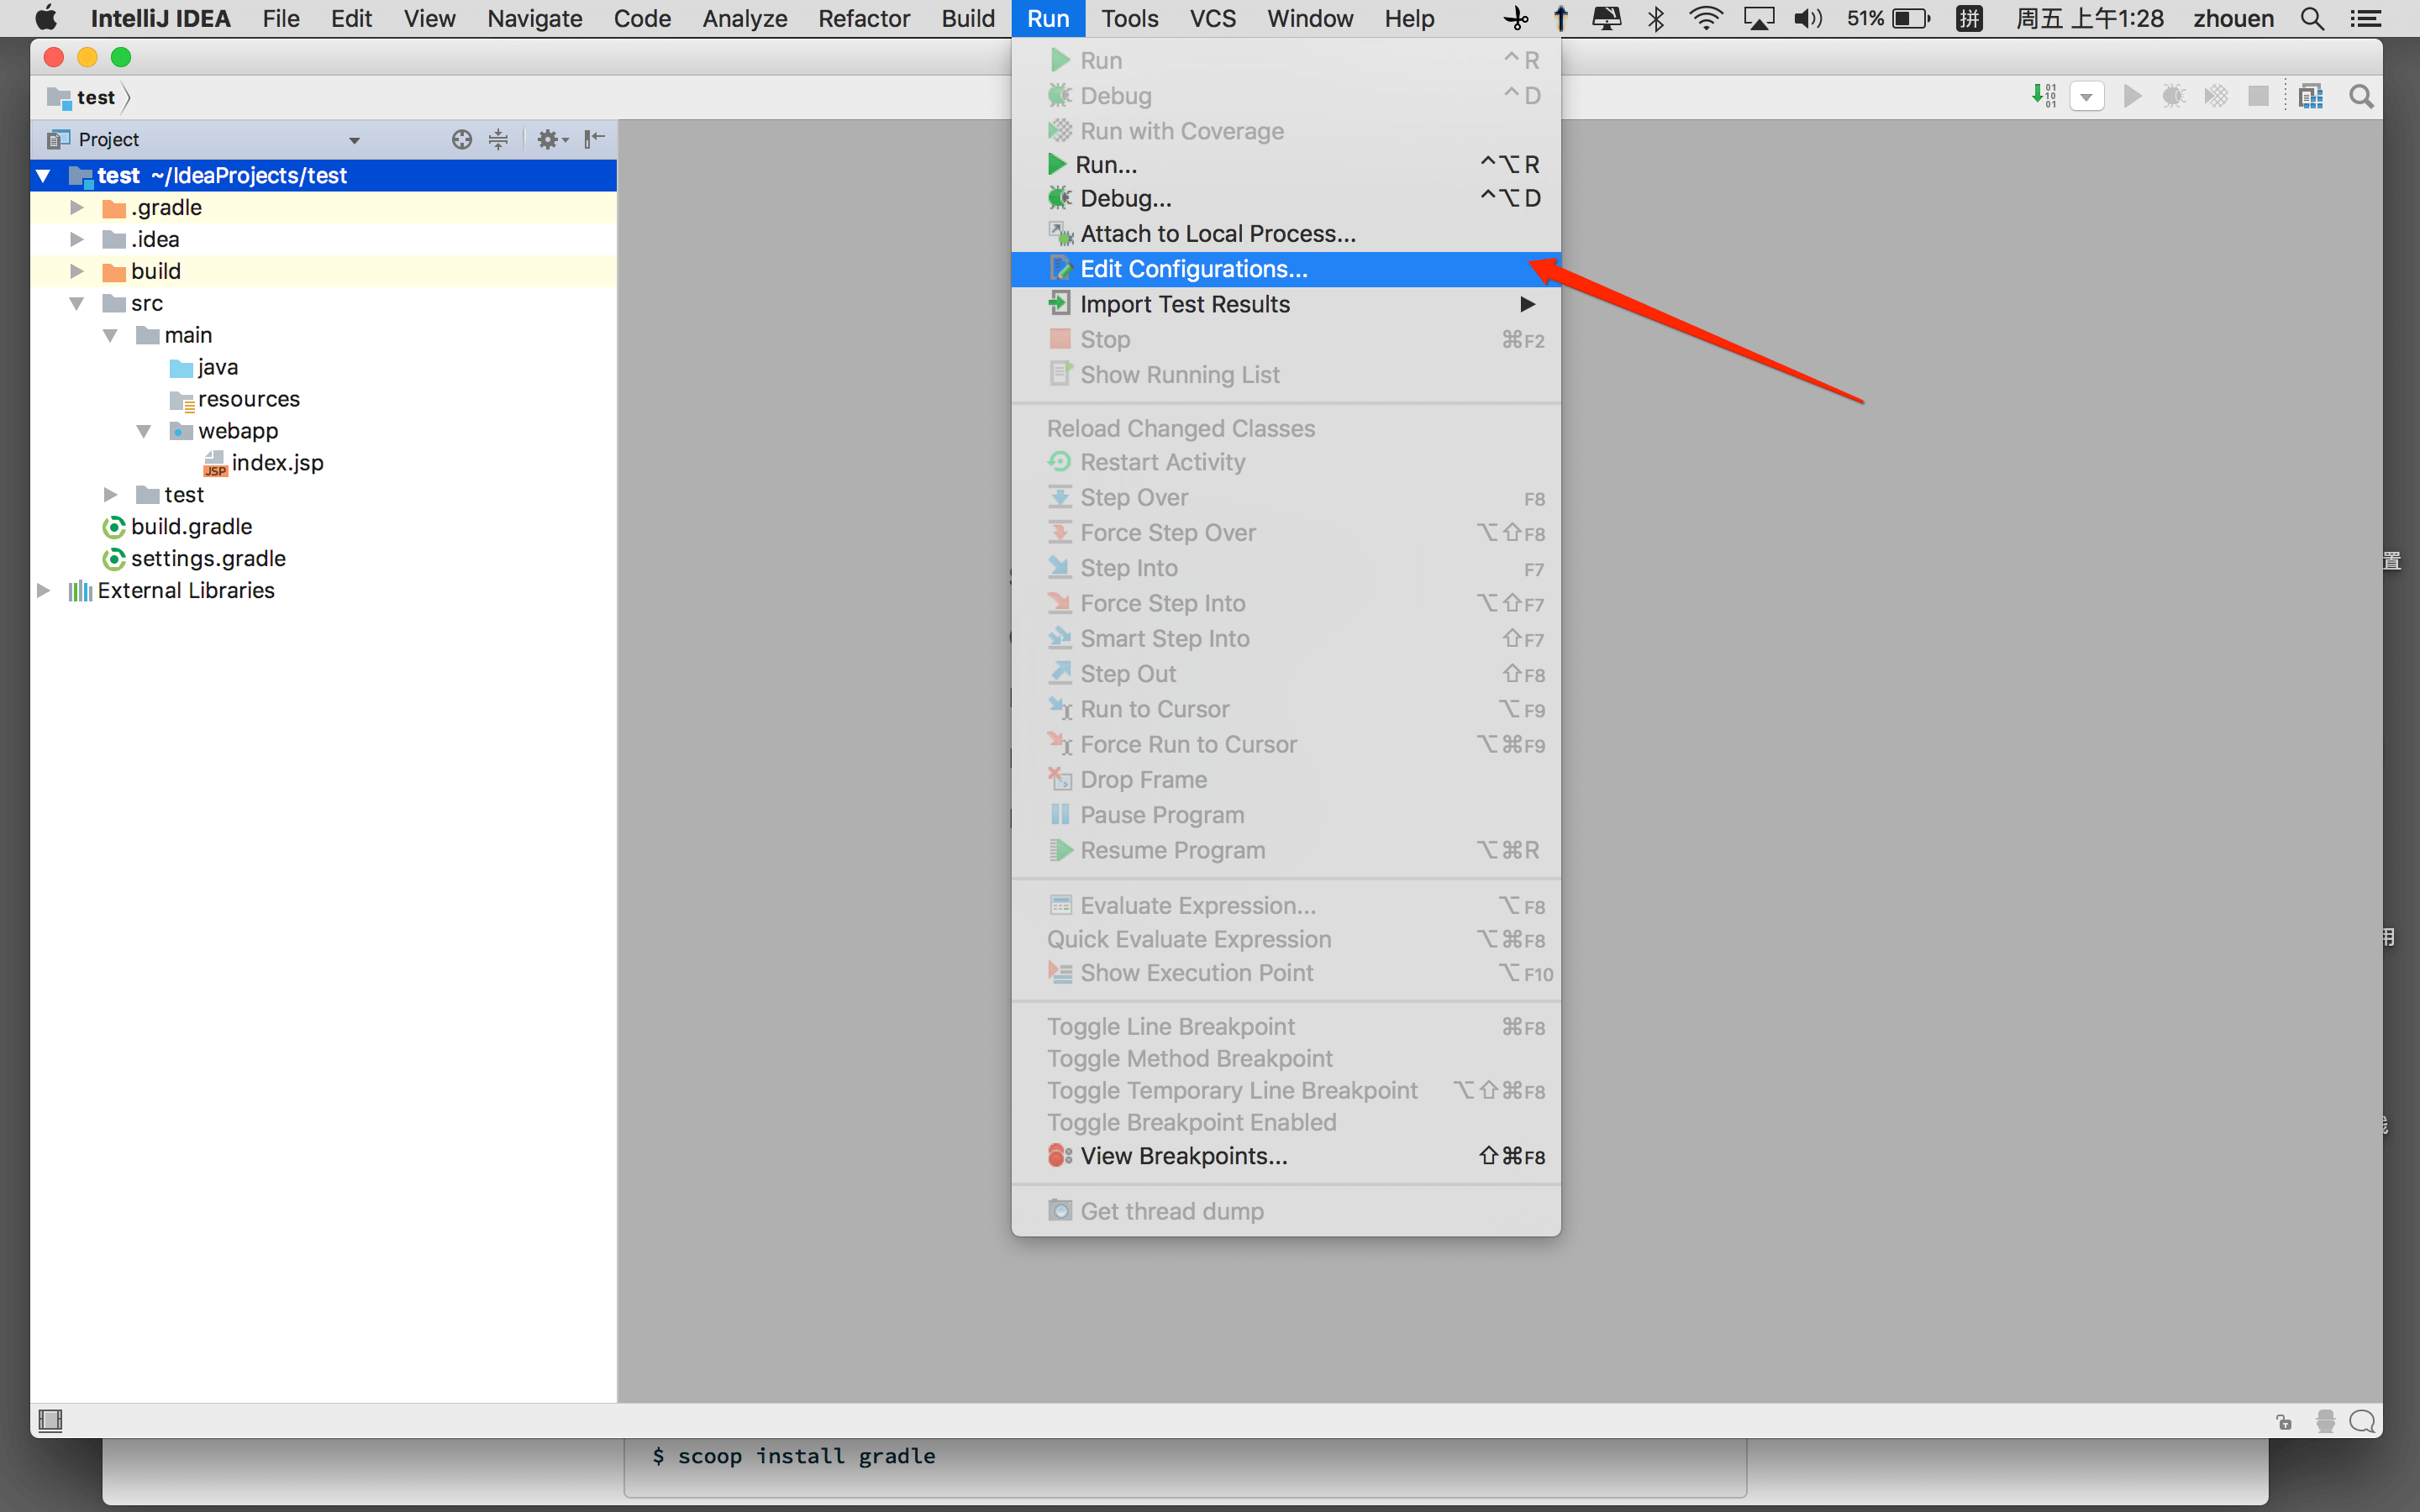 IntelliJ IDEA File Edit View Navigate Code Analyze Refactor Build Run Tools VCS Window Help 51% 拼 周五 上午1:28 zhouen
test
Project
test ~/IdeaProjects/test
.gradle
.idea
build
src
main
java
resources
webapp
JSP index.jsp
test
build.gradle
settings.gradle
External Libraries
Run ^R
Debug ^D
Run with Coverage
Run... ^⌥R
Debug... ^⌥D
Attach to Local Process...
Edit Configurations...
Import Test Results
Stop ⌘F2
Show Running List
Reload Changed Classes
Restart Activity
Step Over F8
Force Step Over ⌥⇧F8
Step Into F7
Force Step Into ⌥⇧F7
Smart Step Into ⇧F7
Step Out ⇧F8
Run to Cursor ⌥F9
Force Run to Cursor ⌥⌘F9
Drop Frame
Pause Program
Resume Program ⌥⌘R
Evaluate Expression... ⌥F8
Quick Evaluate Expression ⌥⌘F8
Show Execution Point ⌥F10
Toggle Line Breakpoint ⌘F8
Toggle Method Breakpoint
Toggle Temporary Line Breakpoint ⌥⇧⌘F8
Toggle Breakpoint Enabled
View Breakpoints... ⇧⌘F8
Get thread dump
置
$ scoop install gradle